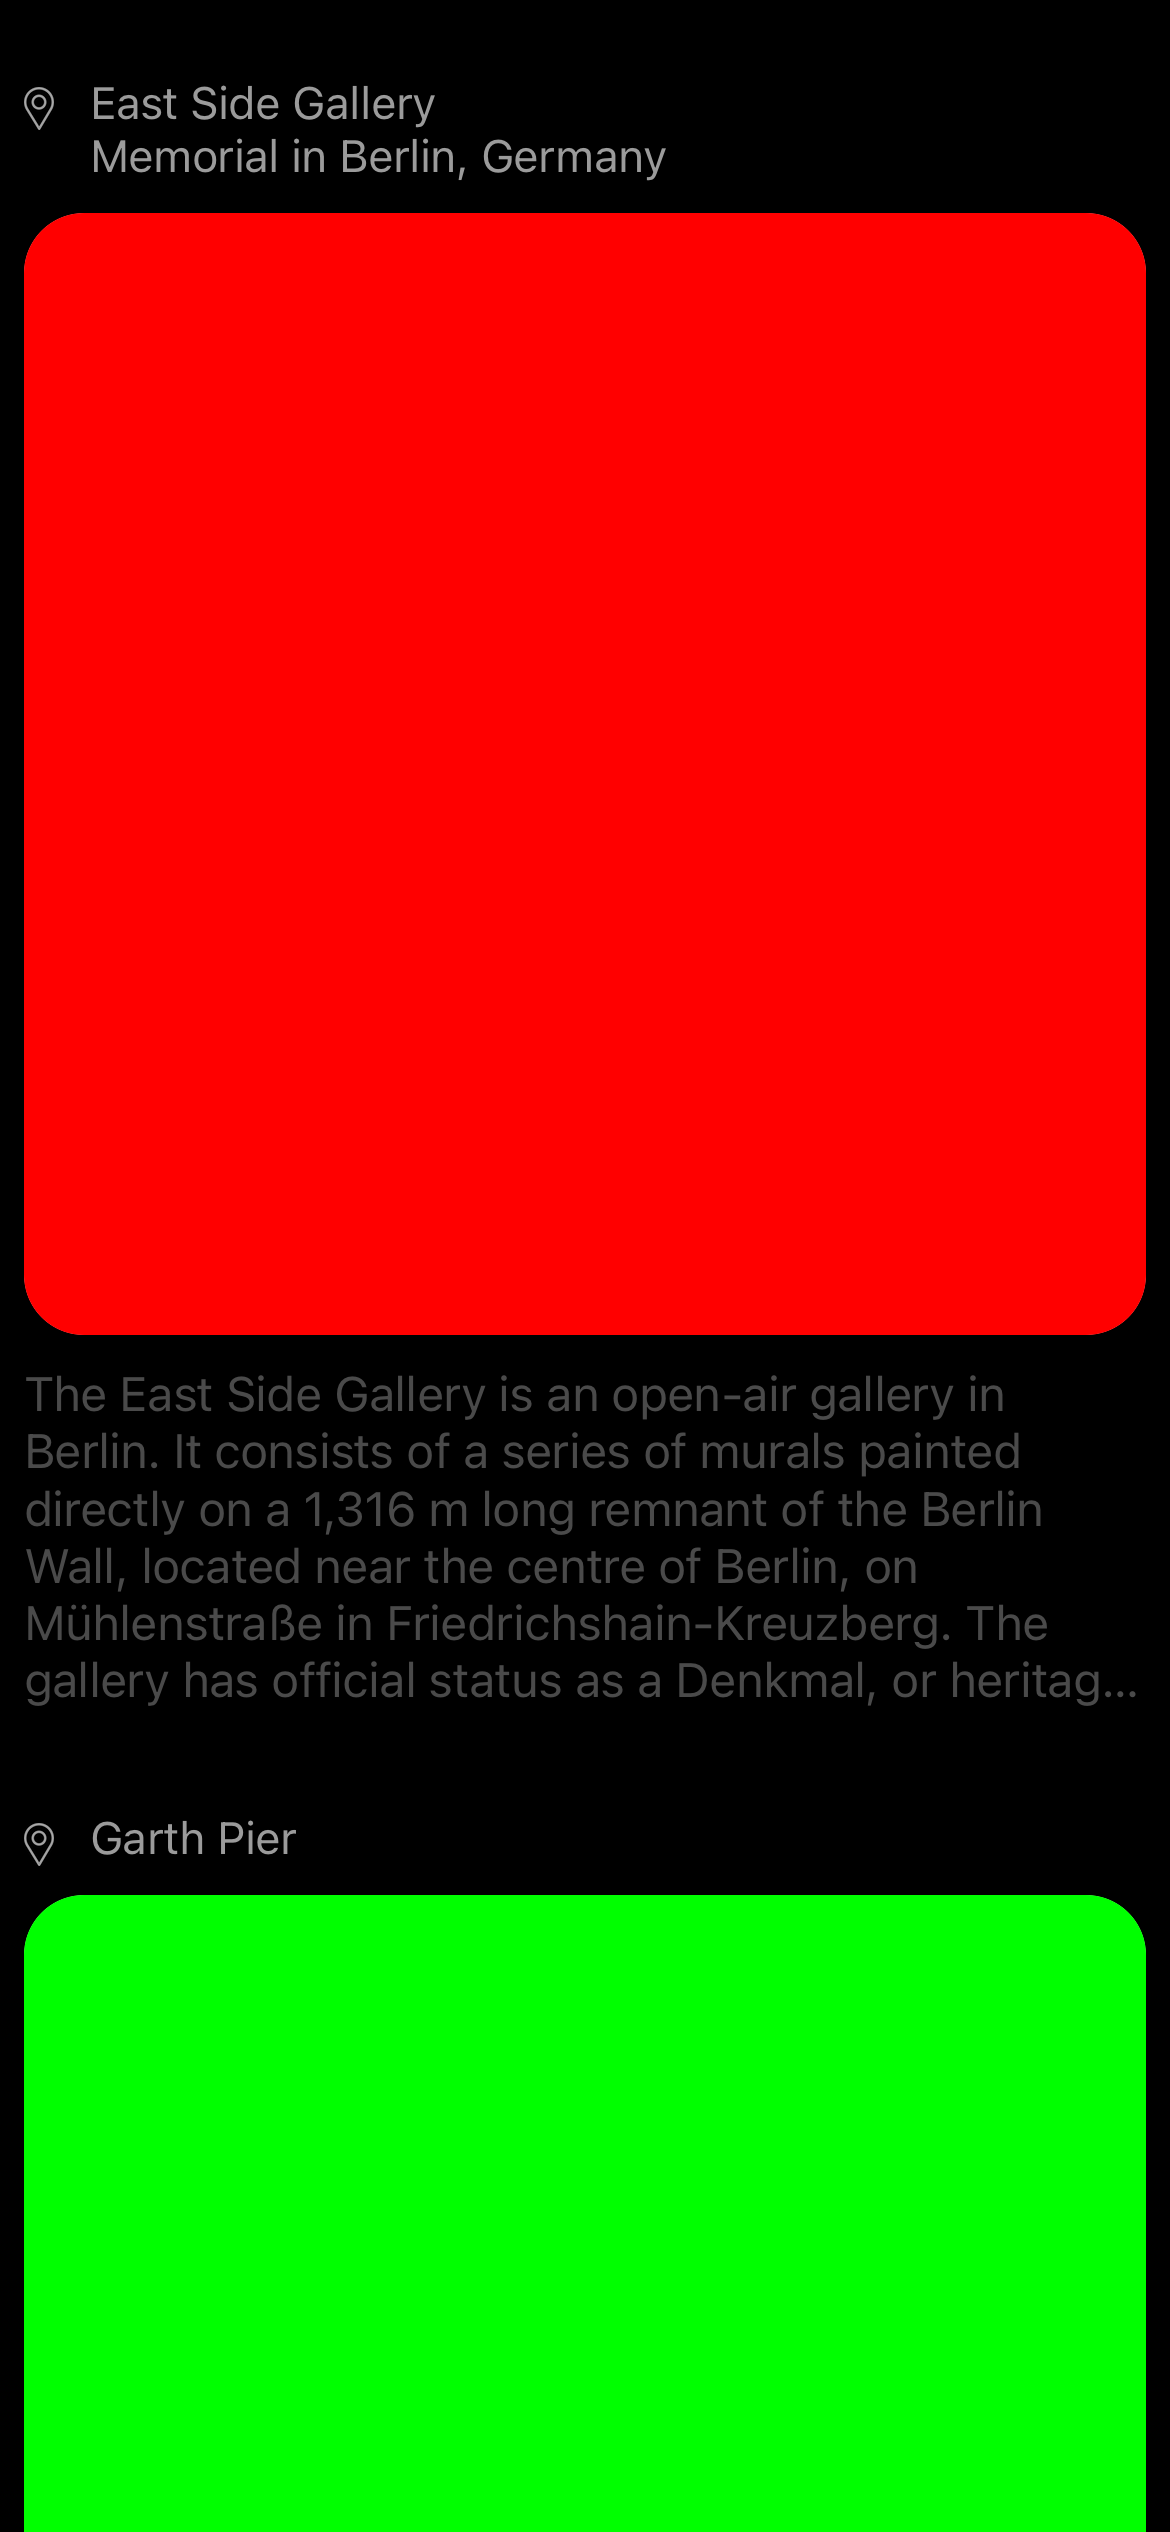 East Side Gallery
Memorial in Berlin, Germany
The East Side Gallery is an open-air gallery in
Berlin. It consists of a series of murals painted
directly on a 1,316 m long remnant of the Berlin
Wall, located near the centre of Berlin, on
Mühlenstraße in Friedrichshain-Kreuzberg. The
gallery has official status as a Denkmal, or heritag...
Garth Pier